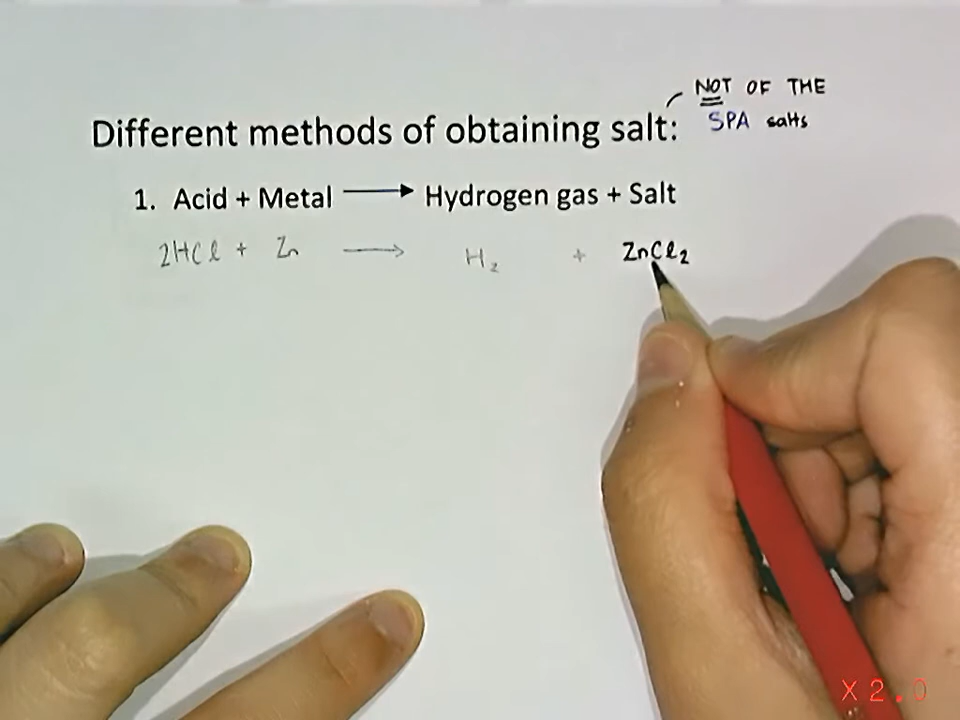 NOT OF THE
SPA salts
Different methods of obtaining salt:
1. Acid + Metal ⟶ Hydrogen gas + Salt
2HCl + Zn ⟶ H₂ + ZnCl₂
X2.0